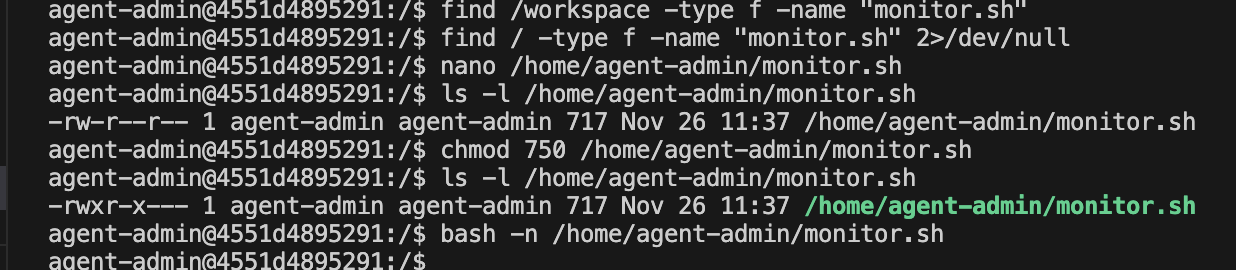 agent-admin@4551d4895291:/$ find /workspace -type f -name "monitor.sh"
agent-admin@4551d4895291:/$ find / -type f -name "monitor.sh" 2>/dev/null
agent-admin@4551d4895291:/$ nano /home/agent-admin/monitor.sh
agent-admin@4551d4895291:/$ ls -l /home/agent-admin/monitor.sh
-rw-r--r-- 1 agent-admin agent-admin 717 Nov 26 11:37 /home/agent-admin/monitor.sh
agent-admin@4551d4895291:/$ chmod 750 /home/agent-admin/monitor.sh
agent-admin@4551d4895291:/$ ls -l /home/agent-admin/monitor.sh
-rwxr-x--- 1 agent-admin agent-admin 717 Nov 26 11:37 /home/agent-admin/monitor.sh
agent-admin@4551d4895291:/$ bash -n /home/agent-admin/monitor.sh
agent-admin@4551d4895291:/$